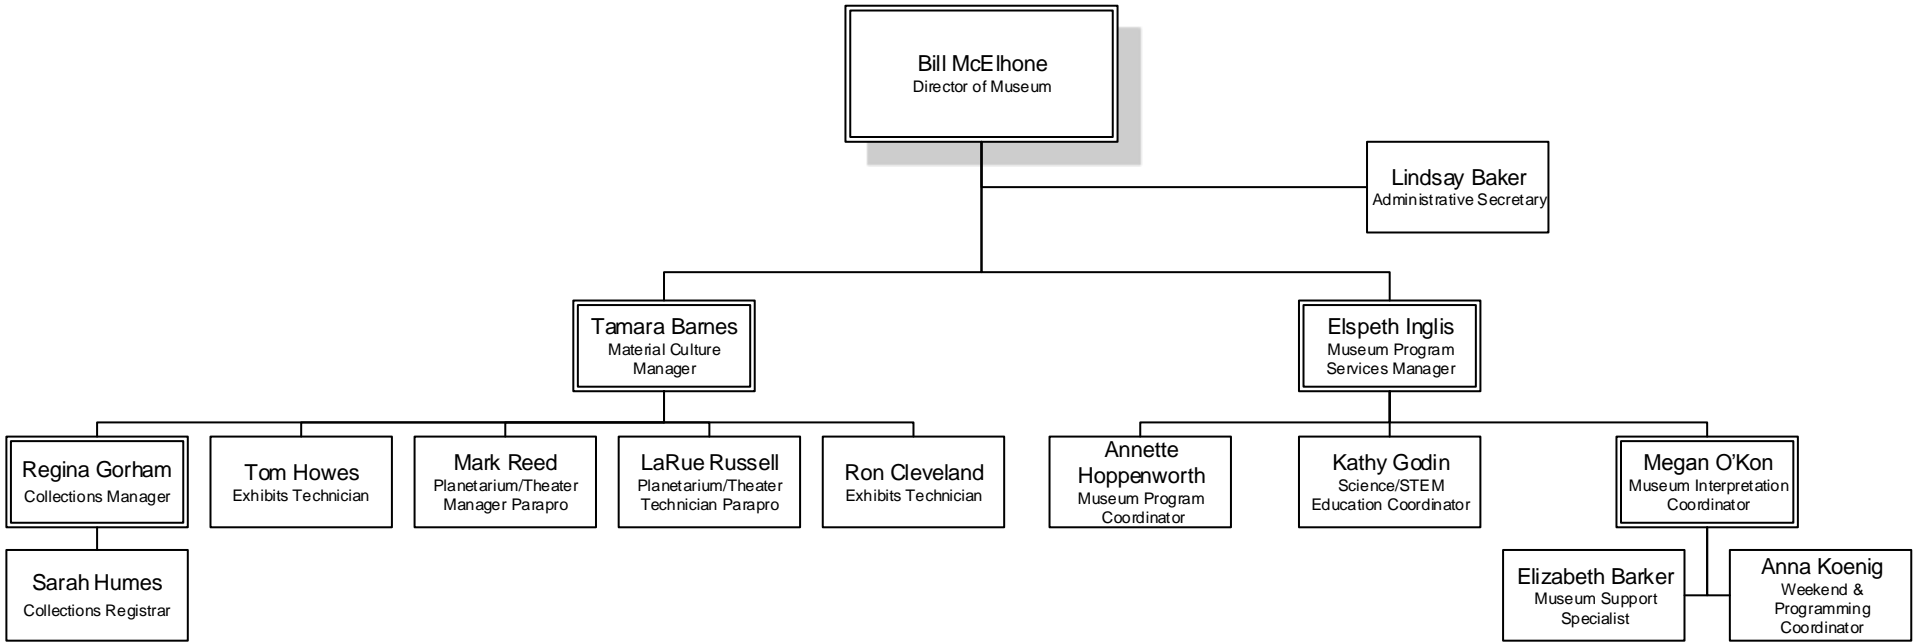 Bill McElhone
Director of Museum
Lindsay Baker
Administrative Secretary
Tamara Barnes
Material Culture
Manager
Elspeth Inglis
Museum Program
Services Manager
Regina Gorham
Collections Manager
Tom Howes
Exhibits Technician
Mark Reed
Planetarium/Theater
Manager Parapro
LaRue Russell
Planetarium/Theater
Technician Parapro
Ron Cleveland
Exhibits Technician
Annette
Hoppenworth
Museum Program
Coordinator
Kathy Godin
Science/STEM
Education Coordinator
Megan O’Kon
Museum Interpretation
Coordinator
Sarah Humes
Collections Registrar
Elizabeth Barker
Museum Support
Specialist
Anna Koenig
Weekend &
Programming
Coordinator